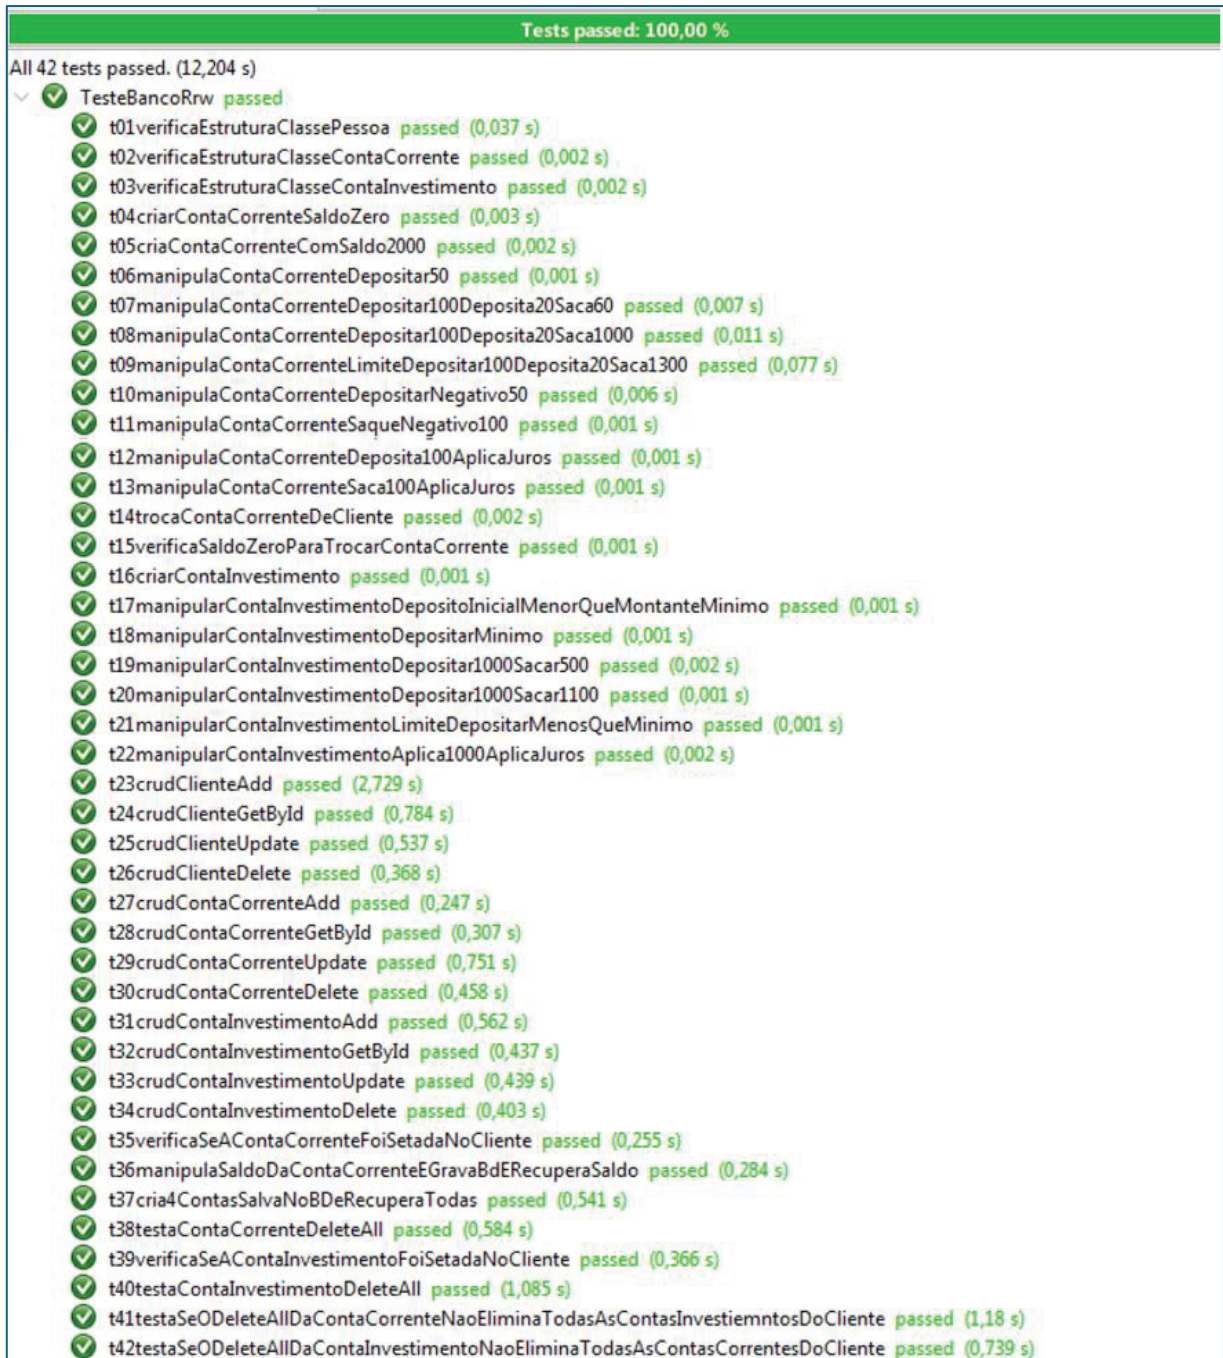 Tests passed: 100,00 %
All 42 tests passed. (12,204 s)
TesteBancoRrw passed
t01verificaEstruturaClassePessoa passed (0,037 s)
t02verificaEstruturaClasseContaCorrente passed (0,002 s)
t03verificaEstruturaClasseContaInvestimento passed (0,002 s)
t04criarContaCorrenteSaldoZero passed (0,003 s)
t05criaContaCorrenteComSaldo2000 passed (0,002 s)
t06manipulaContaCorrenteDepositar50 passed (0,001 s)
t07manipulaContaCorrenteDepositar100Deposita20Saca60 passed (0,007 s)
t08manipulaContaCorrenteDepositar100Deposita20Saca1000 passed (0,011 s)
t09manipulaContaCorrenteLimiteDepositar100Deposita20Saca1300 passed (0,077 s)
t10manipulaContaCorrenteDepositarNegativo50 passed (0,006 s)
t11manipulaContaCorrenteSaqueNegativo100 passed (0,001 s)
t12manipulaContaCorrenteDeposita100AplicaJuros passed (0,001 s)
t13manipulaContaCorrenteSaca100AplicaJuros passed (0,001 s)
t14trocaContaCorrenteDeCliente passed (0,002 s)
t15verificaSaldoZeroParaTrocarContaCorrente passed (0,001 s)
t16criarContaInvestimento passed (0,001 s)
t17manipularContaInvestimentoDepositoInicialMenorQueMontanteMinimo passed (0,001 s)
t18manipularContaInvestimentoDepositarMinimo passed (0,001 s)
t19manipularContaInvestimentoDepositar1000Sacar500 passed (0,002 s)
t20manipularContaInvestimentoDepositar1000Sacar1100 passed (0,001 s)
t21manipularContaInvestimentoLimiteDepositarMenosQueMinimo passed (0,001 s)
t22manipularContaInvestimentoAplica1000AplicaJuros passed (0,002 s)
t23crudClienteAdd passed (2,729 s)
t24crudClienteGetById passed (0,784 s)
t25crudClienteUpdate passed (0,537 s)
t26crudClienteDelete passed (0,368 s)
t27crudContaCorrenteAdd passed (0,247 s)
t28crudContaCorrenteGetById passed (0,307 s)
t29crudContaCorrenteUpdate passed (0,751 s)
t30crudContaCorrenteDelete passed (0,458 s)
t31crudContaInvestimentoAdd passed (0,562 s)
t32crudContaInvestimentoGetById passed (0,437 s)
t33crudContaInvestimentoUpdate passed (0,439 s)
t34crudContaInvestimentoDelete passed (0,403 s)
t35verificaSeAContaCorrenteFoiSetadaNoCliente passed (0,255 s)
t36manipulaSaldoDaContaCorrenteEGravaBdERecuperaSaldo passed (0,284 s)
t37cria4ContasSalvaNoBDeRecuperaTodas passed (0,541 s)
t38testaContaCorrenteDeleteAll passed (0,584 s)
t39verificaSeAContaInvestimentoFoiSetadaNoCliente passed (0,366 s)
t40testaContaInvestimentoDeleteAll passed (1,085 s)
t41testaSeODeleteAllDaContaCorrenteNaoEliminaTodasAsContasInvestiemntosDoCliente passed (1,18 s)
t42testaSeODeleteAllDaContaInvestimentoNaoEliminaTodasAsContasCorrentesDoCliente passed (0,739 s)